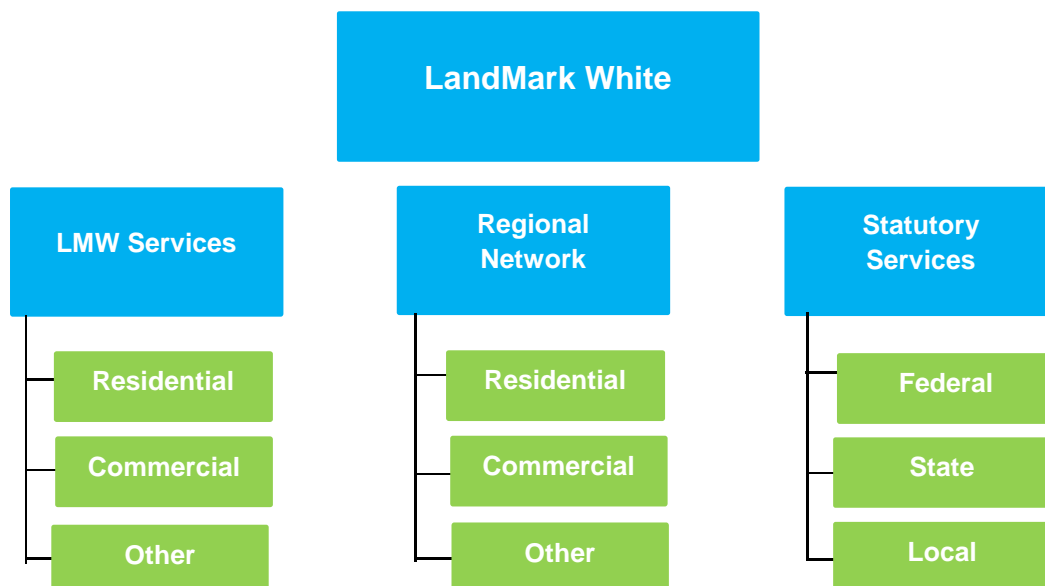 LandMark White
LMW Services
Regional
Network
Statutory
Services
Residential
Commercial
Other
Residential
Commercial
Other
Federal
State
Local